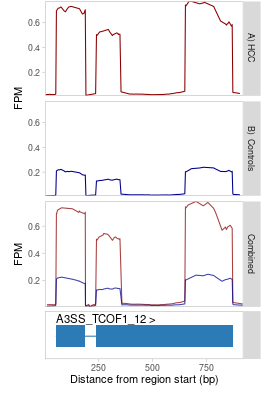 0.6
0.4
0.2
FPM
A) HCC
0.6
0.4
0.2
B) Controls
0.6
0.4
0.2
FPM
Combined
A3SS_TCOF1_12 >
250
500
750
Distance from region start (bp)